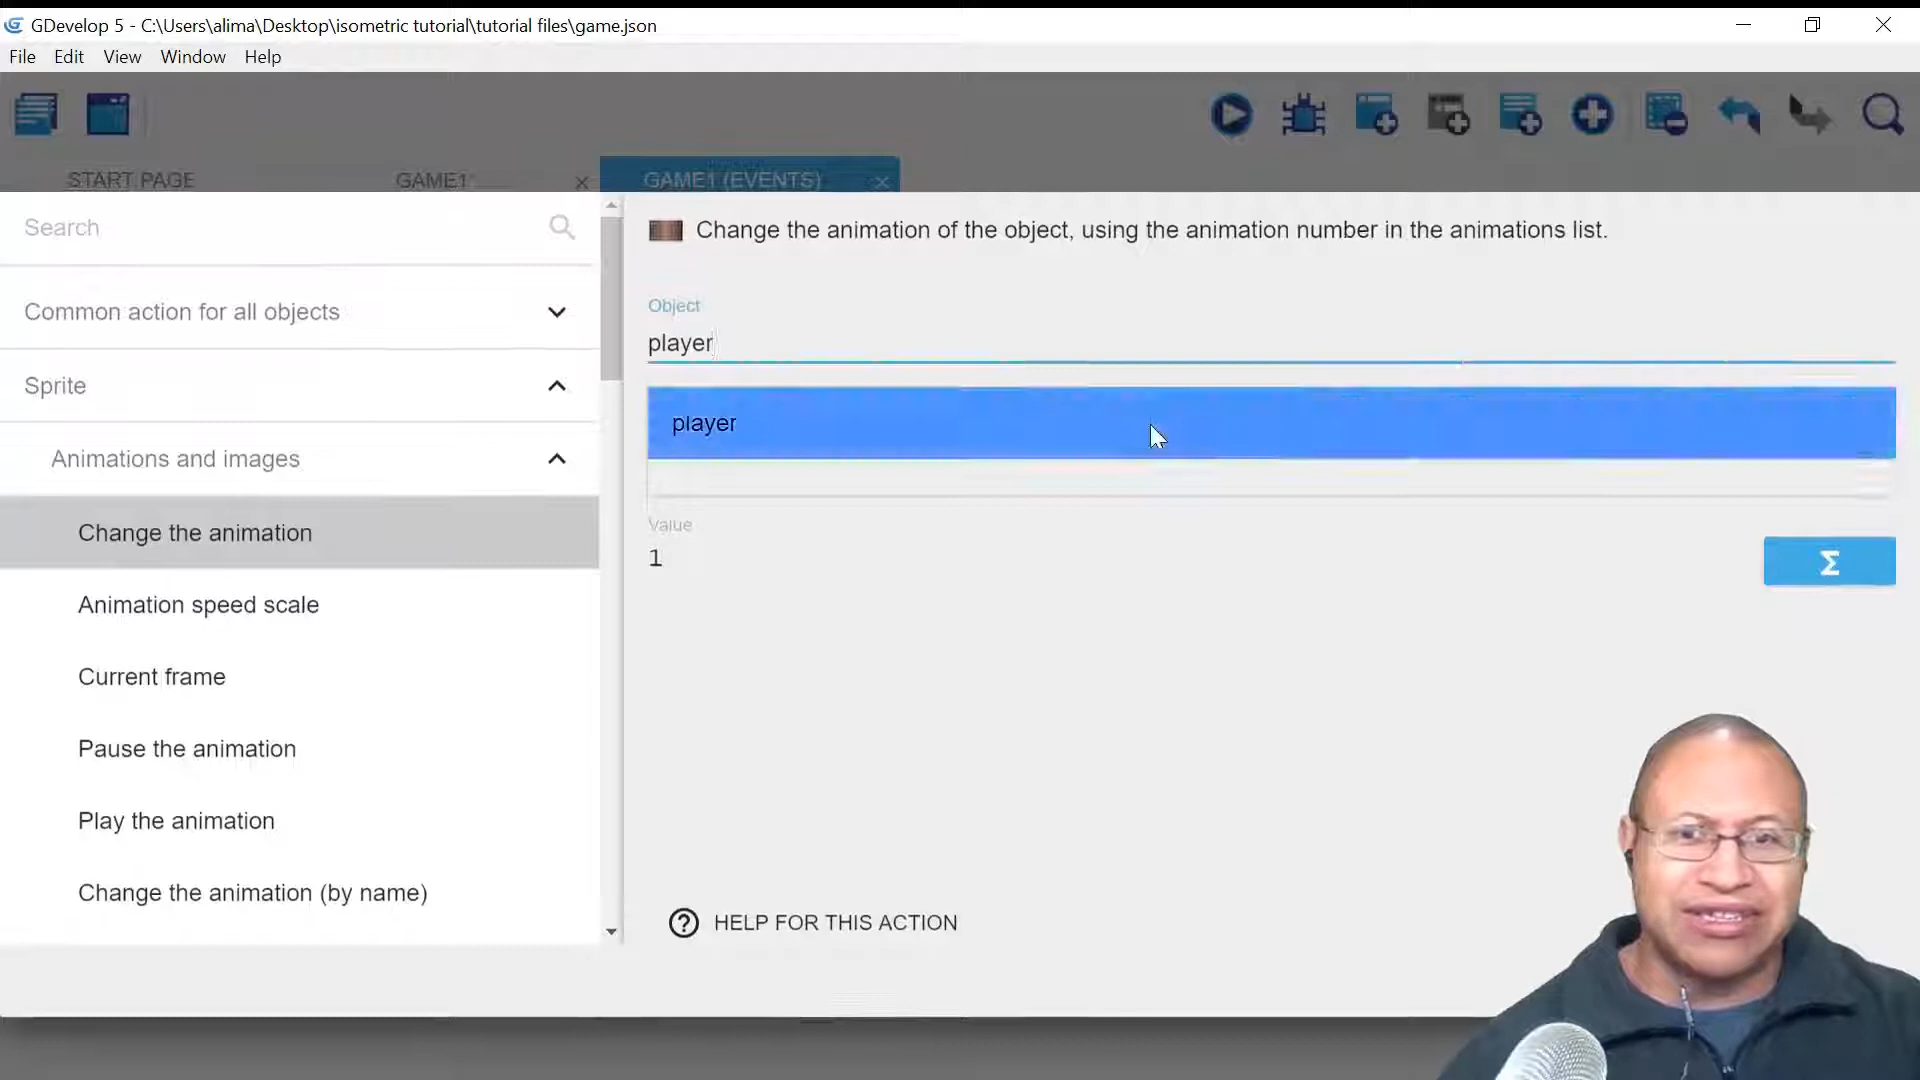 GDevelop 5 - C:\Users\alima\Desktop\isometric tutorial\tutorial files\game.json
File Edit View Window Help
START PAGE
GAME1
GAME1 (EVENTS)
Search
Common action for all objects
Sprite
Animations and images
Change the animation
Animation speed scale
Current frame
Pause the animation
Play the animation
Change the animation (by name)
Change the animation of the object, using the animation number in the animations list.
Object
player
player
Value
1
Σ
HELP FOR THIS ACTION